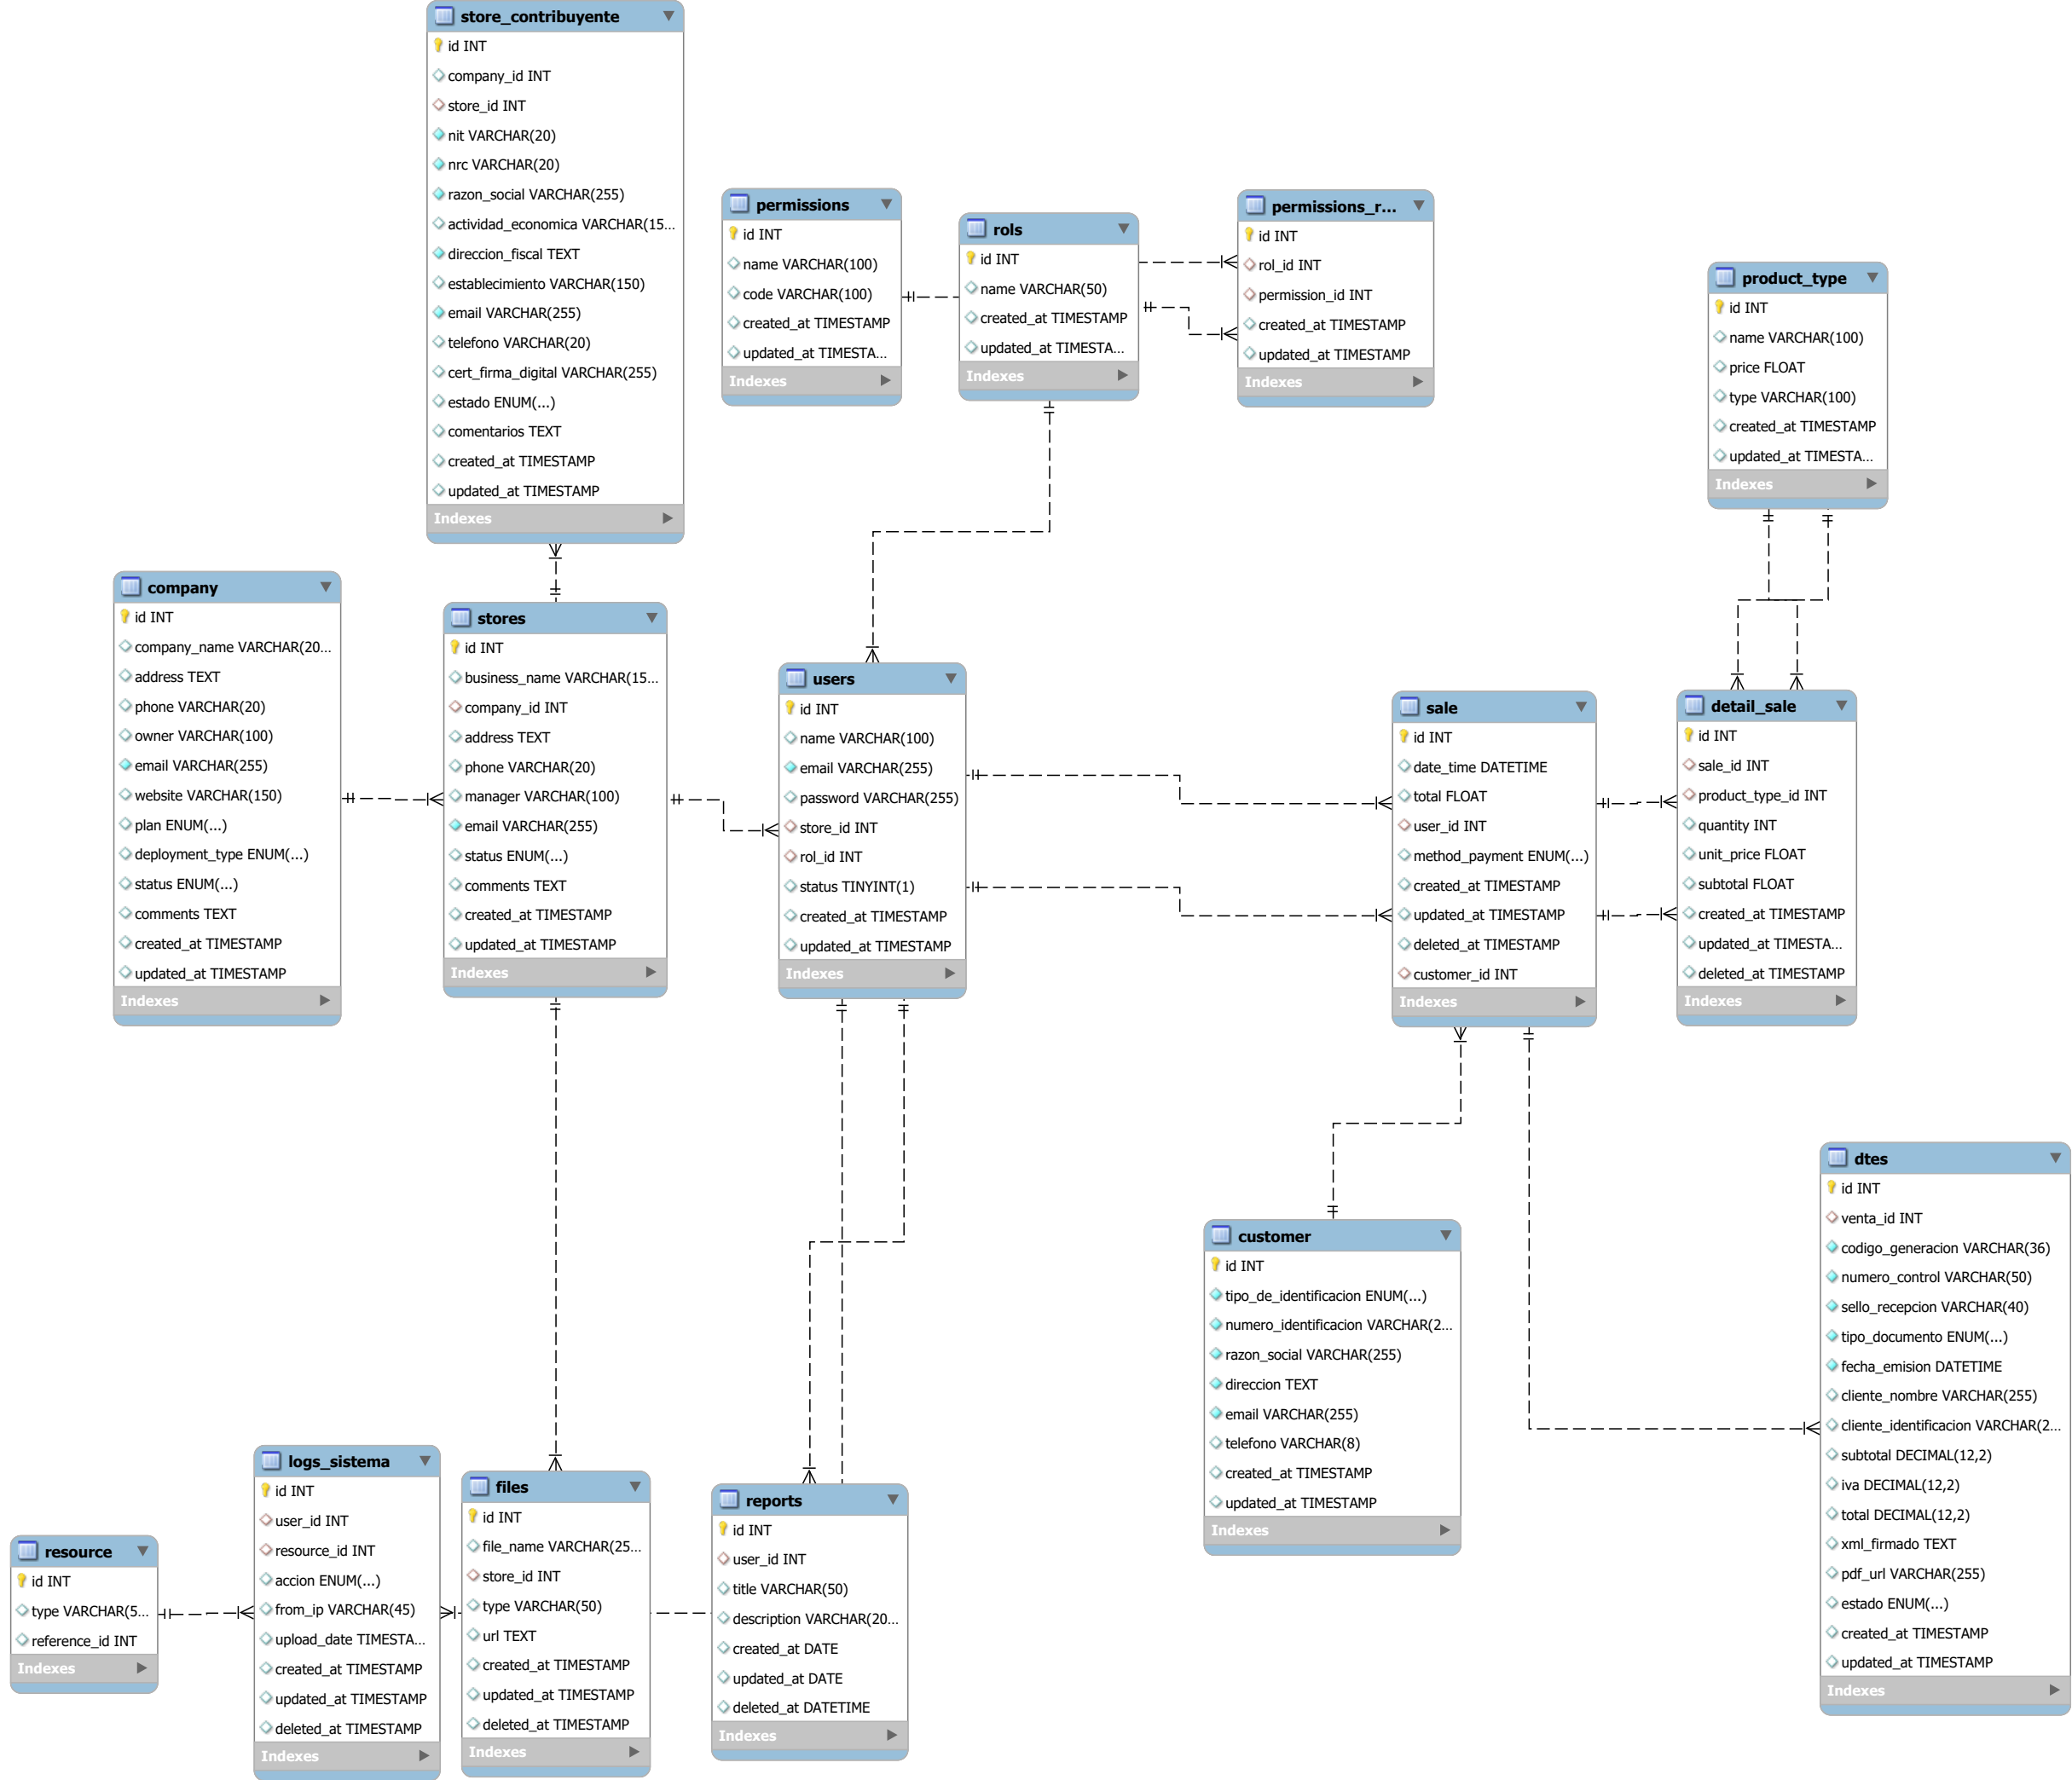 store_contribuyente
id INT
company_id INT
store_id INT
nit VARCHAR(20)
nrc VARCHAR(20)
razon_social VARCHAR(255)
actividad_economica VARCHAR(15...
direccion_fiscal TEXT
establecimiento VARCHAR(150)
email VARCHAR(255)
telefono VARCHAR(20)
cert_firma_digital VARCHAR(255)
estado ENUM(...)
comentarios TEXT
created_at TIMESTAMP
updated_at TIMESTAMP
Indexes
permissions
id INT
name VARCHAR(100)
code VARCHAR(100)
created_at TIMESTAMP
updated_at TIMESTA...
Indexes
rols
id INT
name VARCHAR(50)
created_at TIMESTAMP
updated_at TIMESTA...
Indexes
permissions_r...
id INT
rol_id INT
permission_id INT
created_at TIMESTAMP
updated_at TIMESTAMP
Indexes
product_type
id INT
name VARCHAR(100)
price FLOAT
type VARCHAR(100)
created_at TIMESTAMP
updated_at TIMESTA...
Indexes
company
id INT
company_name VARCHAR(20...
address TEXT
phone VARCHAR(20)
owner VARCHAR(100)
email VARCHAR(255)
website VARCHAR(150)
plan ENUM(...)
deployment_type ENUM(...)
status ENUM(...)
comments TEXT
created_at TIMESTAMP
updated_at TIMESTAMP
Indexes
stores
id INT
business_name VARCHAR(15...
company_id INT
address TEXT
phone VARCHAR(20)
manager VARCHAR(100)
email VARCHAR(255)
status ENUM(...)
comments TEXT
created_at TIMESTAMP
updated_at TIMESTAMP
Indexes
users
id INT
name VARCHAR(100)
email VARCHAR(255)
password VARCHAR(255)
store_id INT
rol_id INT
status TINYINT(1)
created_at TIMESTAMP
updated_at TIMESTAMP
Indexes
sale
id INT
date_time DATETIME
total FLOAT
user_id INT
method_payment ENUM(...)
created_at TIMESTAMP
updated_at TIMESTAMP
deleted_at TIMESTAMP
customer_id INT
Indexes
detail_sale
id INT
sale_id INT
product_type_id INT
quantity INT
unit_price FLOAT
subtotal FLOAT
created_at TIMESTAMP
updated_at TIMESTA...
deleted_at TIMESTAMP
Indexes
dtes
id INT
venta_id INT
codigo_generacion VARCHAR(36)
numero_control VARCHAR(50)
sello_recepcion VARCHAR(40)
tipo_documento ENUM(...)
fecha_emision DATETIME
cliente_nombre VARCHAR(255)
cliente_identificacion VARCHAR(2...
subtotal DECIMAL(12,2)
iva DECIMAL(12,2)
total DECIMAL(12,2)
xml_firmado TEXT
pdf_url VARCHAR(255)
estado ENUM(...)
created_at TIMESTAMP
updated_at TIMESTAMP
Indexes
customer
id INT
tipo_de_identificacion ENUM(...)
numero_identificacion VARCHAR(2...
razon_social VARCHAR(255)
direccion TEXT
email VARCHAR(255)
telefono VARCHAR(8)
created_at TIMESTAMP
updated_at TIMESTAMP
Indexes
resource
id INT
type VARCHAR(5...
reference_id INT
Indexes
logs_sistema
id INT
user_id INT
resource_id INT
accion ENUM(...)
from_ip VARCHAR(45)
upload_date TIMESTA...
created_at TIMESTAMP
updated_at TIMESTAMP
deleted_at TIMESTAMP
Indexes
files
id INT
file_name VARCHAR(25...
store_id INT
type VARCHAR(50)
url TEXT
created_at TIMESTAMP
updated_at TIMESTAMP
deleted_at TIMESTAMP
Indexes
reports
id INT
user_id INT
title VARCHAR(50)
description VARCHAR(20...
created_at DATE
updated_at DATE
deleted_at DATETIME
Indexes